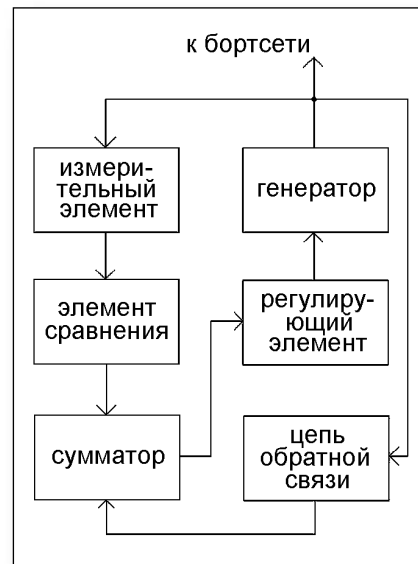 к бортсети
измери-
тельный
элемент
генератор
элемент
сравнения
регулиру-
ющий
элемент
сумматор
цепь
обратной
связи